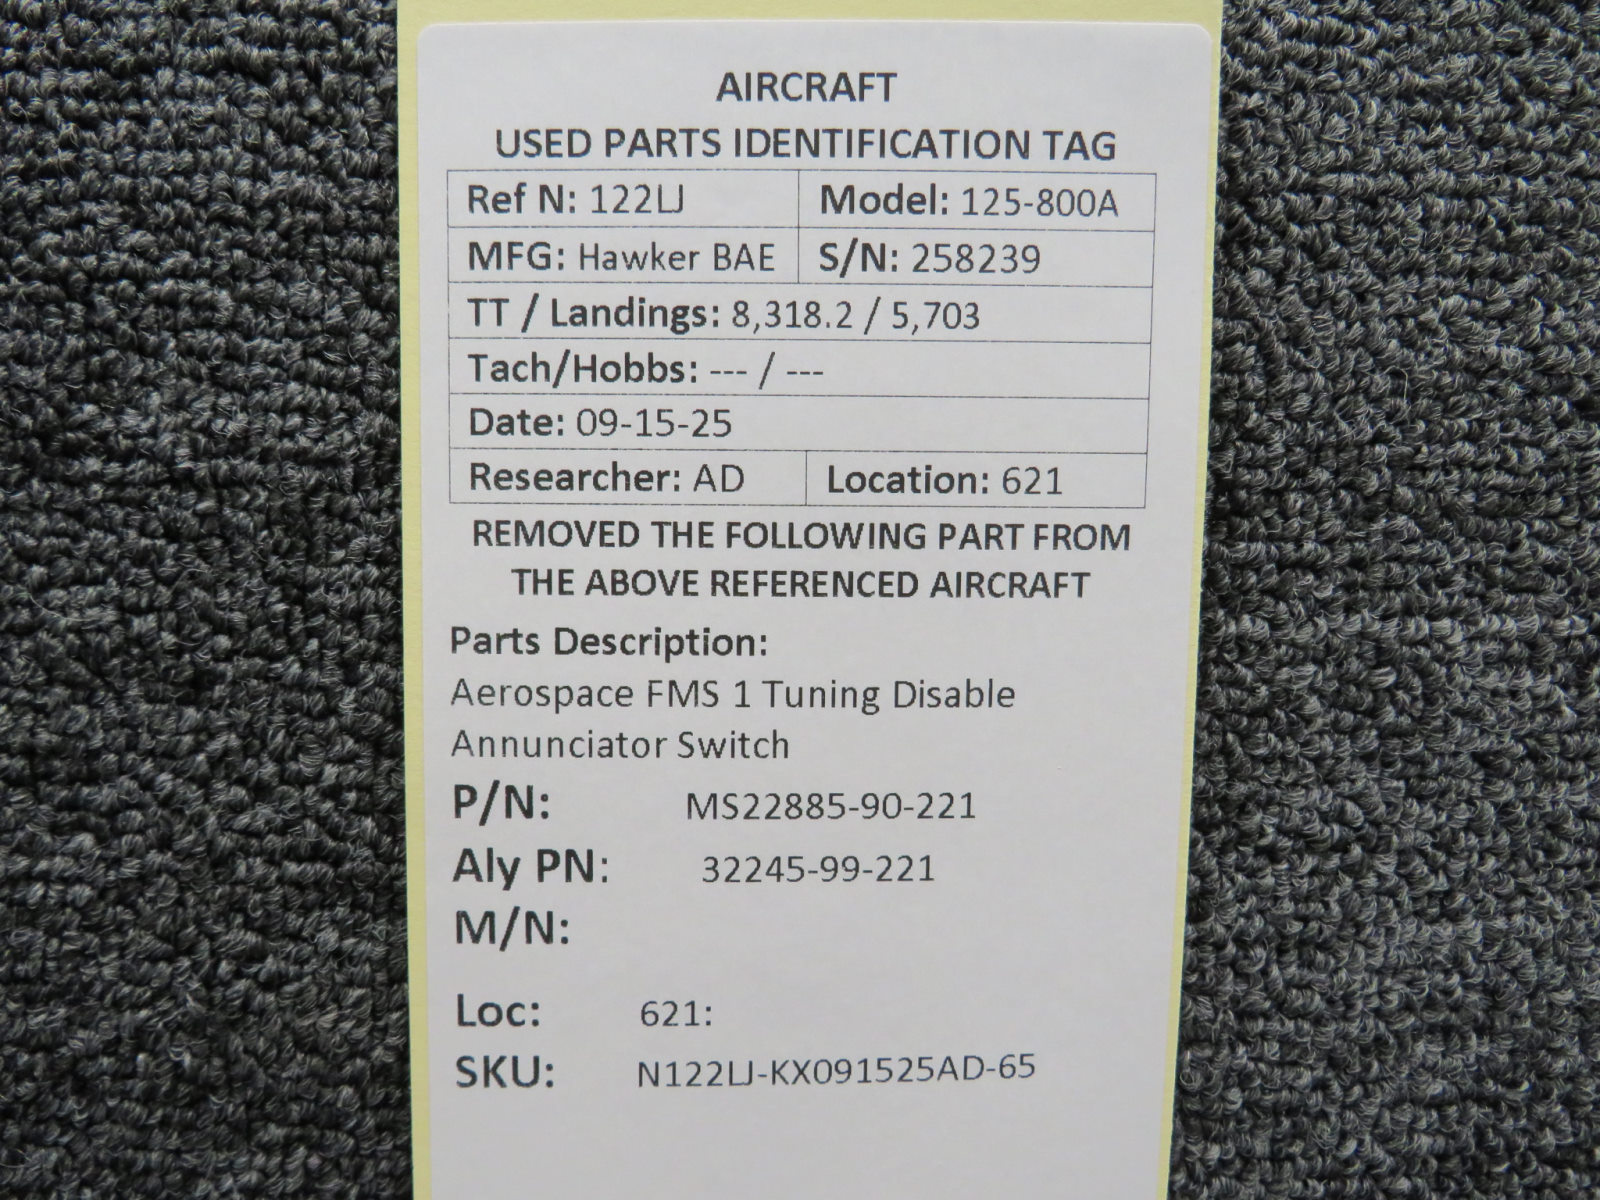 AIRCRAFT
USED PARTS IDENTIFICATION TAG
Ref N: 122LJ Model: 125-800A
MFG: Hawker BAE S/N: 258239
TT / Landings: 8,318.2 / 5,703
Tach/Hobbs: --- / ---
Date: 09-15-25
Researcher: AD Location: 621
REMOVED THE FOLLOWING PART FROM
THE ABOVE REFERENCED AIRCRAFT
Parts Description:
Aerospace FMS 1 Tuning Disable
Annunciator Switch
P/N: MS22885-90-221
Aly PN: 32245-99-221
M/N:
Loc: 621:
SKU: N122LJ-KX091525AD-65